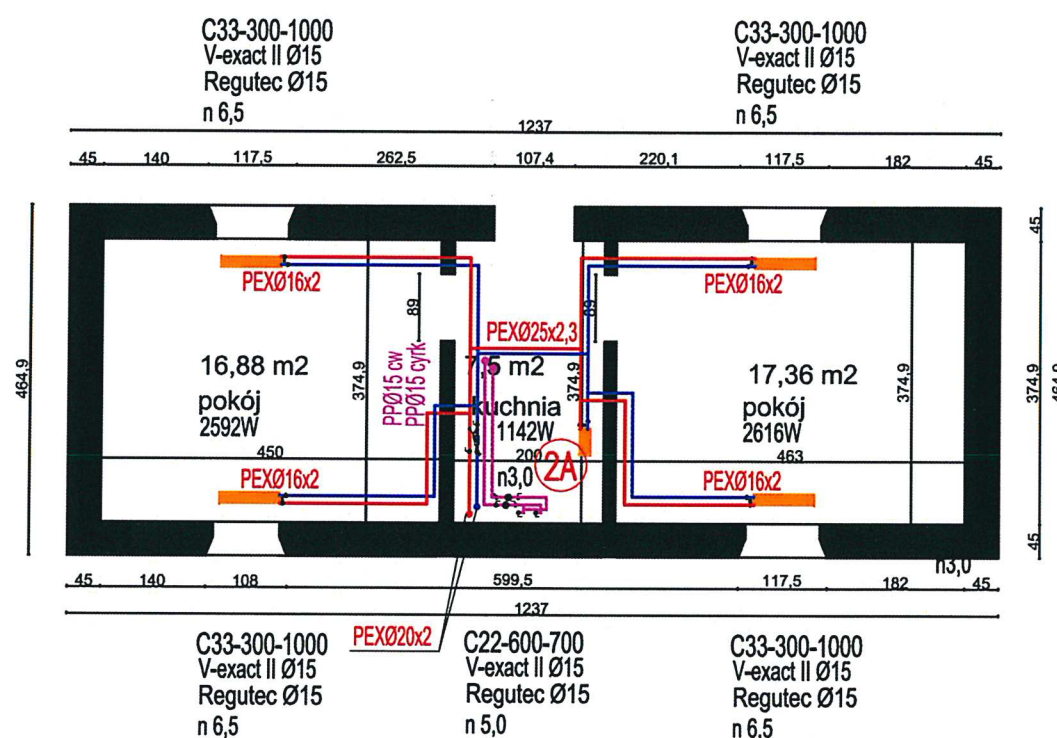 C33-300-1000
V-exact II Ø15
Regutec Ø15
n 6,5
C33-300-1000
V-exact II Ø15
Regutec Ø15
n 6,5
1237
45 140 117,5 262,5 107,4 220,1 117,5 182 45
464,9
45
374,9
45
464,9
PEXØ16x2
PEXØ16x2
89
89
PEXØ25x2,3
16,88 m2
pokój
2592W
374,9
PPØ15 cw
PPØ15 cyrk
7,5 m2
kuchnia
1142W
374,9
17,36 m2
pokój
2616W
374,9
450
200
463
2A
n3,0
PEXØ16x2
PEXØ16x2
n3,0
45 140 108 599,5 117,5 182 45
1237
PEXØ20x2
C33-300-1000
V-exact II Ø15
Regutec Ø15
n 6,5
C22-600-700
V-exact II Ø15
Regutec Ø15
n 5,0
C33-300-1000
V-exact II Ø15
Regutec Ø15
n 6,5